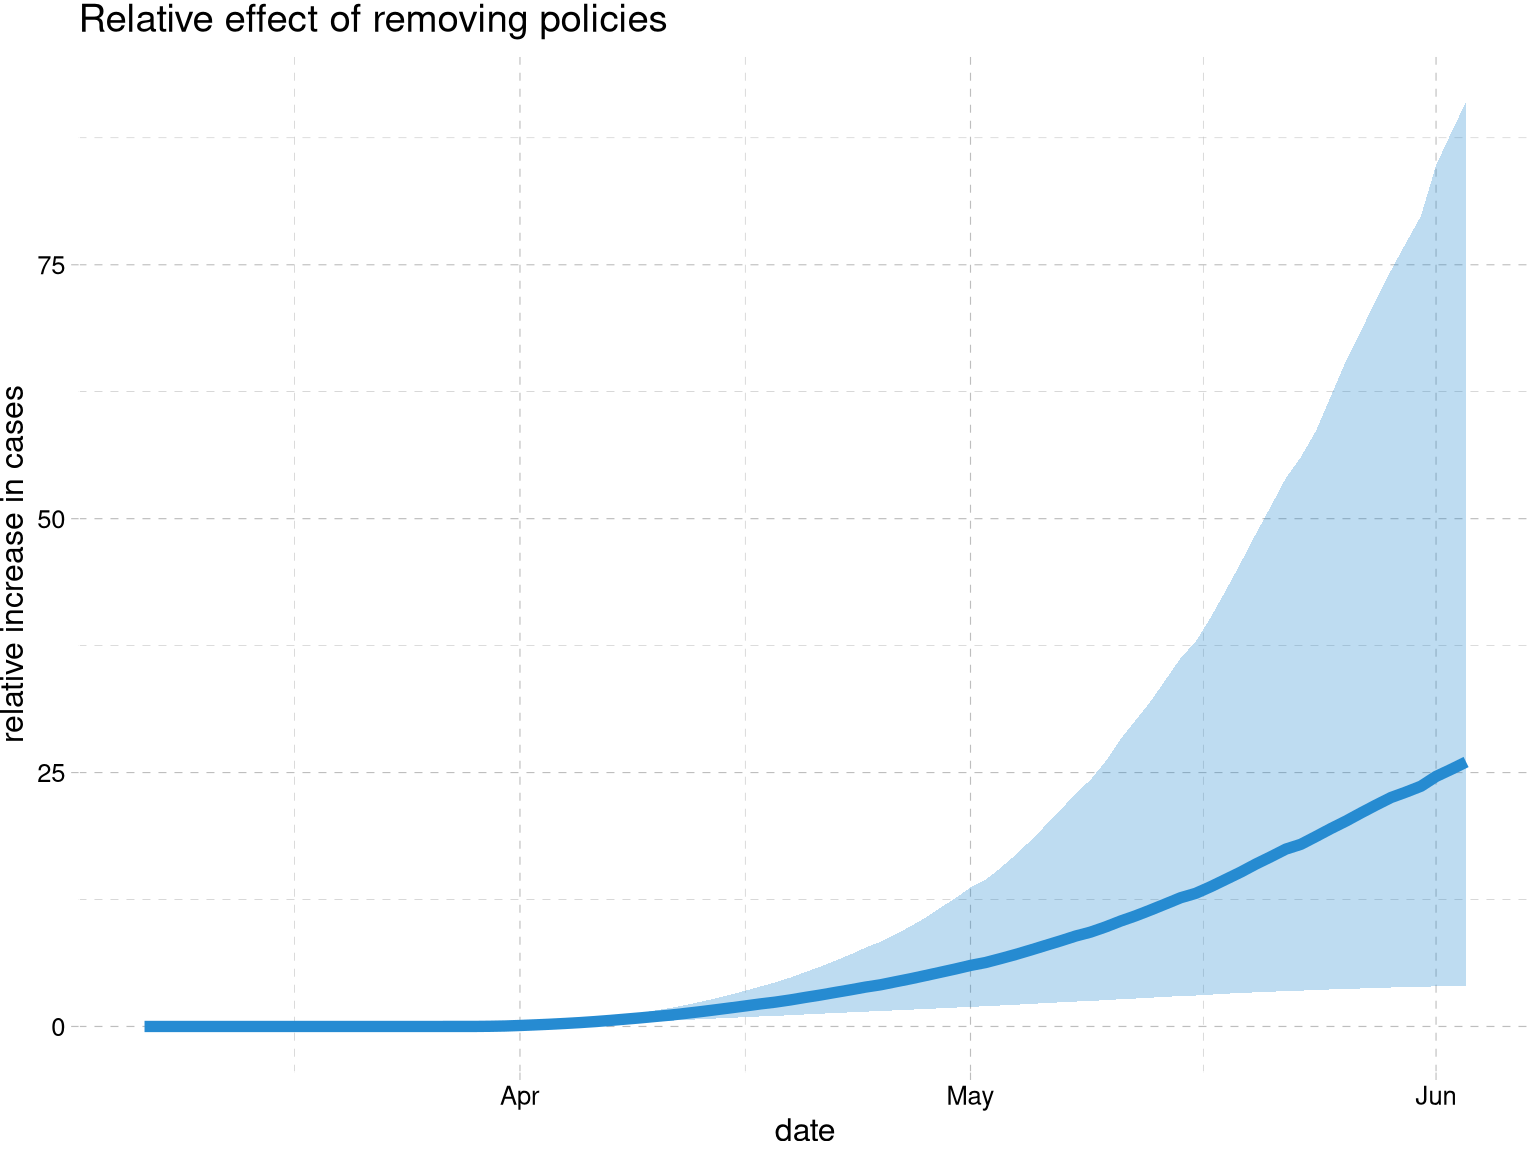 Relative effect of removing policies
relative increase in cases
75
50
25
0
Apr
May
Jun
date